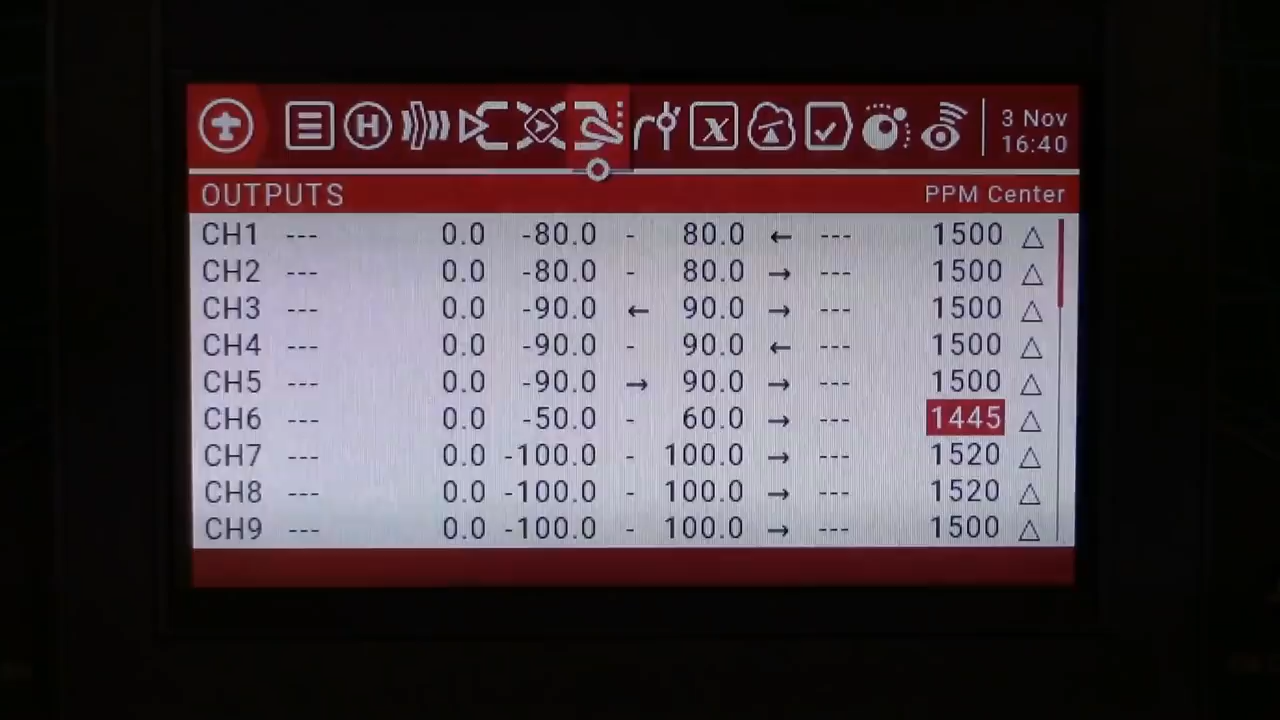 3 Nov
16:40
OUTPUTS PPM Center
CH1 --- 0.0 -80.0 - 80.0 ← --- 1500 △
CH2 --- 0.0 -80.0 - 80.0 → --- 1500 △
CH3 --- 0.0 -90.0 ← 90.0 → --- 1500 △
CH4 --- 0.0 -90.0 - 90.0 ← --- 1500 △
CH5 --- 0.0 -90.0 → 90.0 → --- 1500 △
CH6 --- 0.0 -50.0 - 60.0 → --- 1445 △
CH7 --- 0.0 -100.0 - 100.0 → --- 1520 △
CH8 --- 0.0 -100.0 - 100.0 → --- 1520 △
CH9 --- 0.0 -100.0 - 100.0 → --- 1500 △